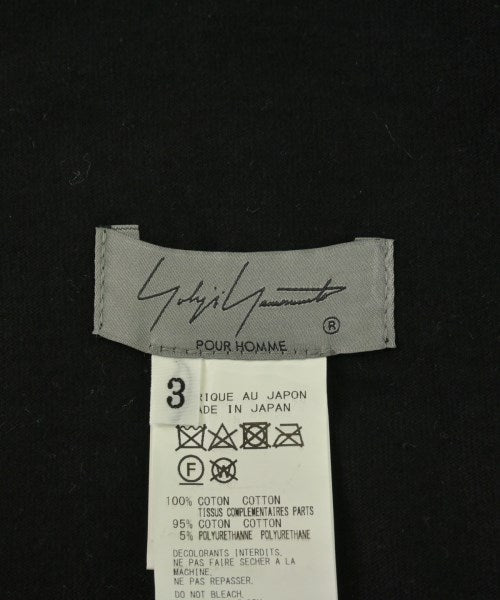 Yohji Yamamoto ®
POUR HOMME
3
RIQUE AU JAPON
ADE IN JAPAN
F W
100% COTON COTTON
TISSUS COMPLEMENTAIRES PARTS
95% COTON COTTON
5% POLYURETHANNE POLYURETHANE
DECOLORANTS INTERDITS.
NE PAS FAIRE SECHER A LA
MACHINE.
NE PAS REPASSER.
DO NOT BLEACH.